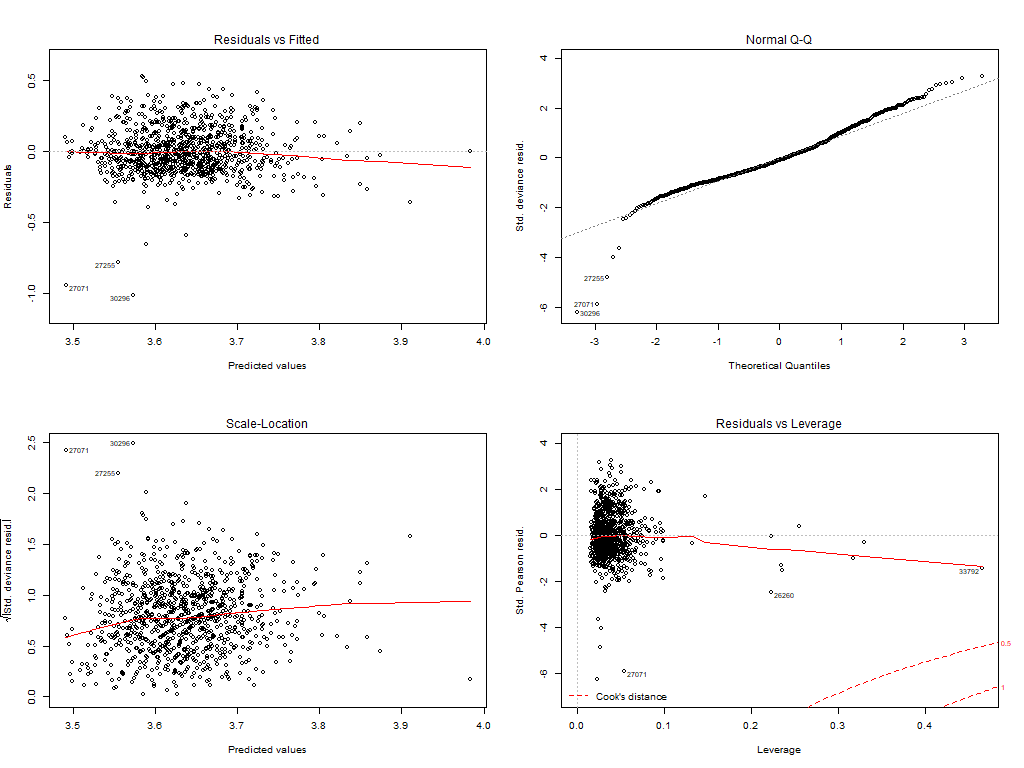 Residuals vs Fitted
Residuals
0.5
0.0
-0.5
-1.0
27255
27071
30296
3.5 3.6 3.7 3.8 3.9 4.0
Predicted values
Normal Q-Q
Std. deviance resid.
4
2
0
-2
-4
-6
27255
27071
30296
-3 -2 -1 0 1 2 3
Theoretical Quantiles
Scale-Location
√|Std. deviance resid.|
2.5
2.0
1.5
1.0
0.5
0.0
30296
27071
27255
3.5 3.6 3.7 3.8 3.9 4.0
Predicted values
Residuals vs Leverage
Std. Pearson resid.
4
2
0
-2
-4
-6
33792
26260
27071
0.5
1
Cook's distance
0.0 0.1 0.2 0.3 0.4
Leverage